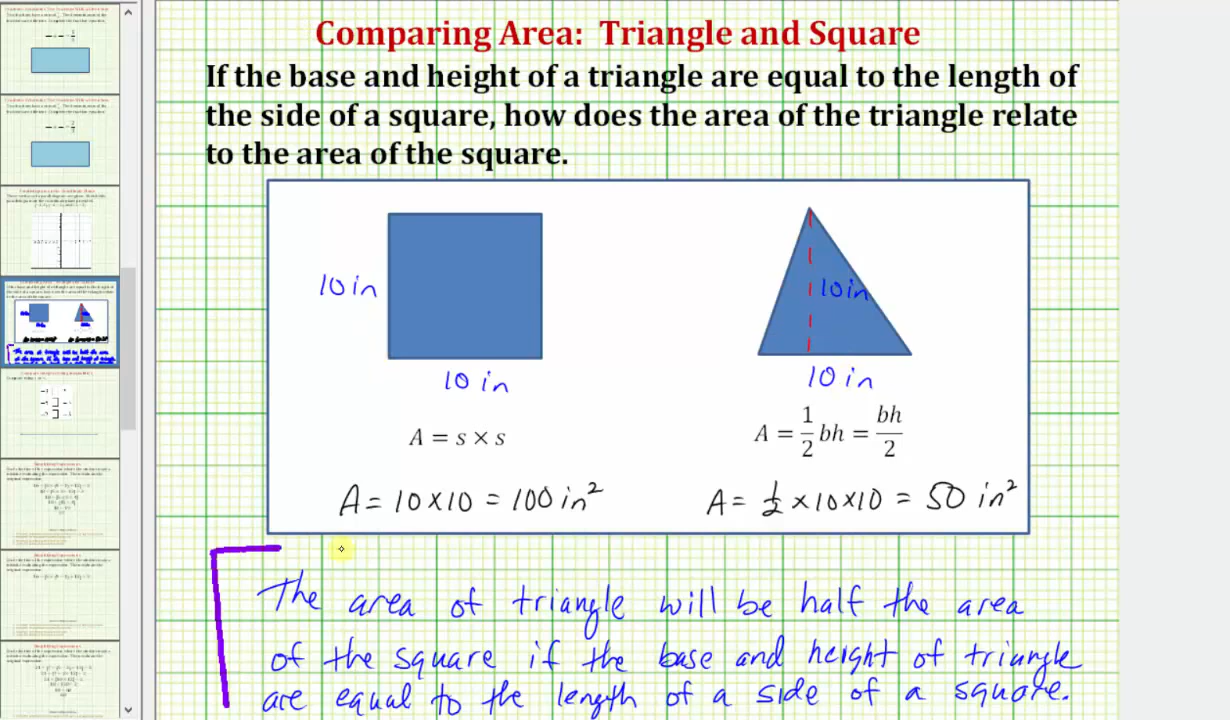 Comparing Area: Triangle and Square
If the base and height of a triangle are equal to the length of
the side of a square, how does the area of the triangle relate
to the area of the square.
10 in
10 in
10 in
10 in
A = s × s
A = 1/2 bh = bh/2
A = 10 × 10 = 100 in²
A = 1/2 × 10 × 10 = 50 in²
The area of triangle will be half the area
of the square if the base and height of triangle
are equal to the length of a side of a square.